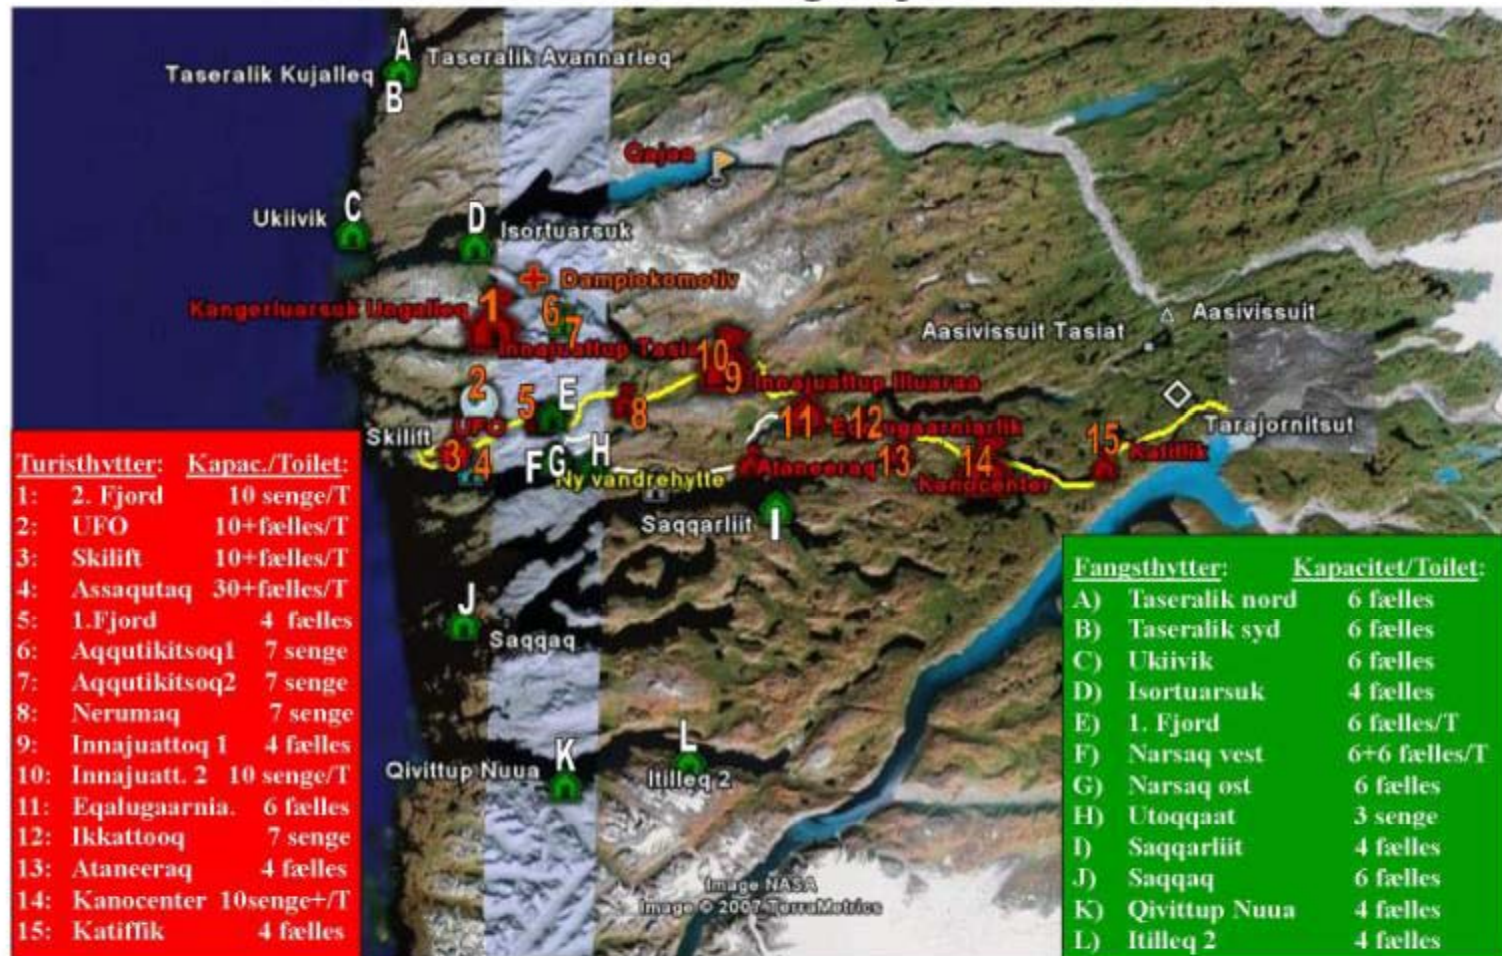 A
Taseralik Avannarleq
Taseralik Kujalleq
B
Qajaa
C
Ukiivik
D
Isortuarsuk
Damplokomotiv
Kangerluarsuk Ungalleq
1
6
7
Aasivissuit
Aasivissuit Tasiat
Innajuattup Tasia
10
9
Innajuattup Illuaraa
2
5
E
8
UFO
11
12
Eqalugaarniarfik
15
Tarajornitsut
Skilift
3
4
F
G
H
Ny vandrehytte
Ataneeraq
13
14
Kanocenter
Katiffik
Saqqarliit
I
J
Saqqaq
K
Qivittup Nuua
L
Itilleq 2
Image NASA
Image © 2007 TerraMetrics
Turisthytter: Kapac./Toilet:
1: 2. Fjord 10 senge/T
2: UFO 10+fælles/T
3: Skilift 10+fælles/T
4: Assaqutaq 30+fælles/T
5: 1.Fjord 4 fælles
6: Aqqutikitsoq1 7 senge
7: Aqqutikitsoq2 7 senge
8: Nerumaq 7 senge
9: Innajuattoq 1 4 fælles
10: Innajuatt. 2 10 senge/T
11: Eqalugaarnia. 6 fælles
12: Ikkattooq 7 senge
13: Ataneeraq 4 fælles
14: Kanocenter 10senge+/T
15: Katiffik 4 fælles
Fangsthytter: Kapacitet/Toilet:
A) Taseralik nord 6 fælles
B) Taseralik syd 6 fælles
C) Ukiivik 6 fælles
D) Isortuarsuk 4 fælles
E) 1. Fjord 6 fælles/T
F) Narsaq vest 6+6 fælles/T
G) Narsaq øst 6 fælles
H) Utoqqaat 3 senge
I) Saqqarliit 4 fælles
J) Saqqaq 6 fælles
K) Qivittup Nuua 4 fælles
L) Itilleq 2 4 fælles